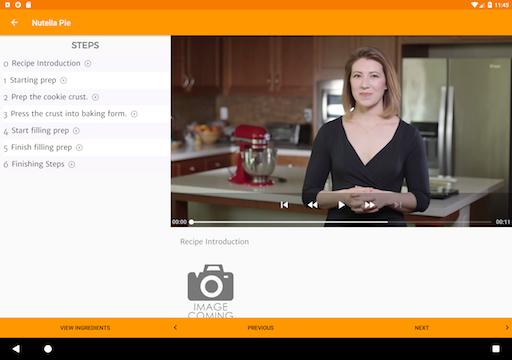 11:45
Nutella Pie
STEPS
0 Recipe Introduction
1 Starting prep
2 Prep the cookie crust.
3 Press the crust into baking form.
4 Start filling prep
5 Finish filling prep
6 Finishing Steps
00:00
00:11
Recipe Introduction
IMAGE
COMING
VIEW INGREDIENTS
PREVIOUS
NEXT